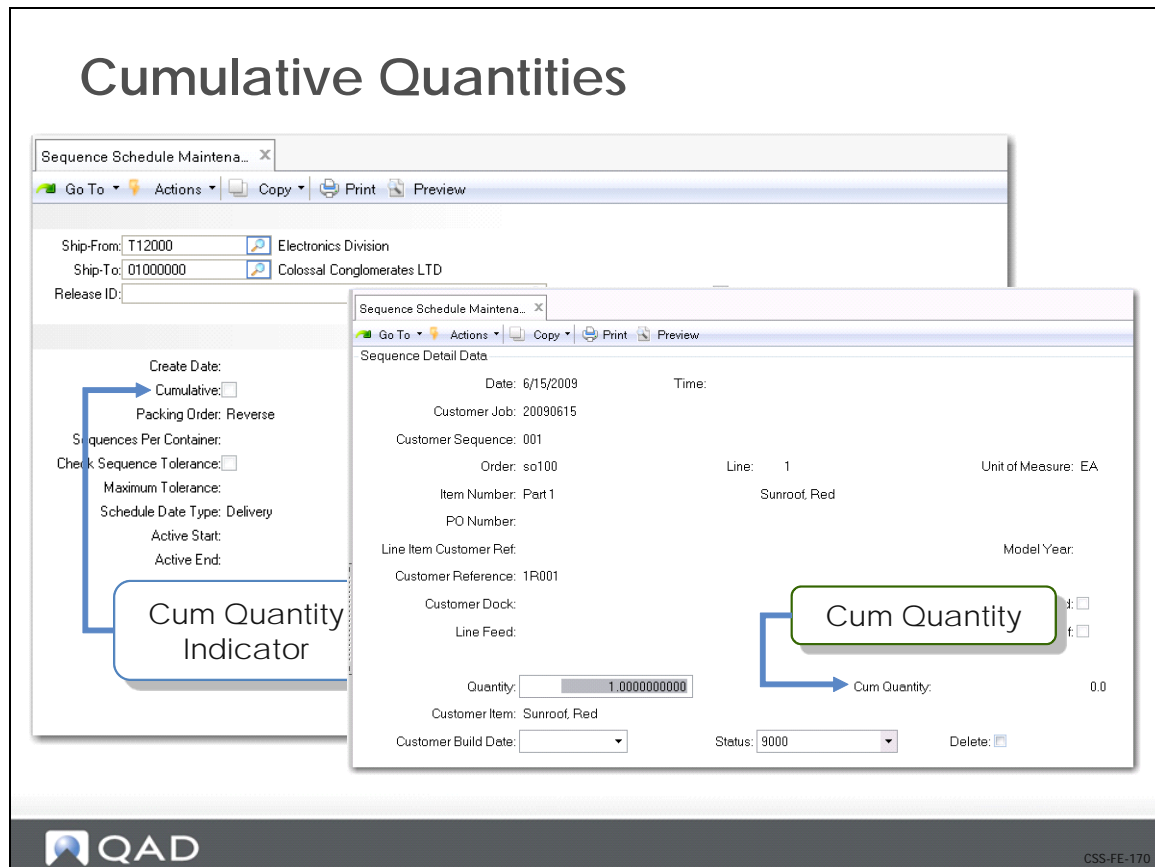 Cumulative Quantities
Sequence Schedule Maintena...
Go To Actions Copy Print Preview
Ship-From: T12000 Electronics Division
Ship-To: 01000000 Colossal Conglomerates LTD
Release ID:
Create Date:
Cumulative:
Packing Order: Reverse
Sequences Per Container:
Check Sequence Tolerance:
Maximum Tolerance:
Schedule Date Type: Delivery
Active Start:
Active End:
Cum Quantity
Indicator
Sequence Schedule Maintena...
Go To Actions Copy Print Preview
Sequence Detail Data
Date: 6/15/2009 Time:
Customer Job: 20090615
Customer Sequence: 001
Order: so100 Line: 1 Unit of Measure: EA
Item Number: Part 1 Sunroof, Red
PO Number:
Line Item Customer Ref: Model Year:
Customer Reference: 1R001
Customer Dock:
Line Feed:
Cum Quantity
Quantity: 1.0000000000 Cum Quantity: 0.0
Customer Item: Sunroof, Red
Customer Build Date: Status: 9000 Delete:
QAD
CSS-FE-170